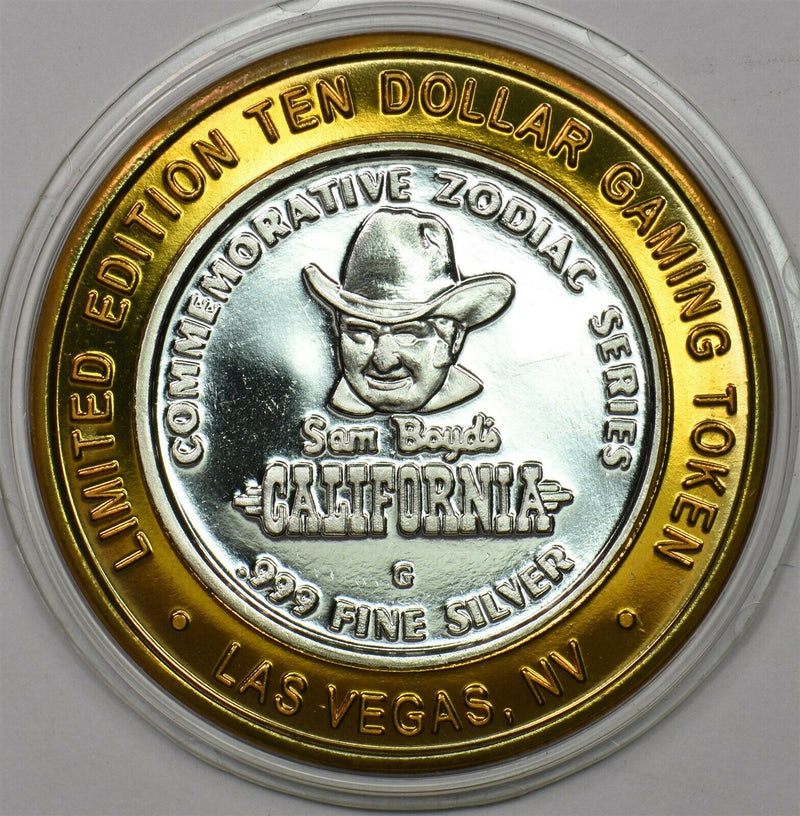 LIMITED EDITION TEN DOLLAR GAMING TOKEN
COMMEMORATIVE ZODIAC SERIES
Sam Boyd's
CALIFORNIA
G
.999 FINE SILVER
• LAS VEGAS, NV •